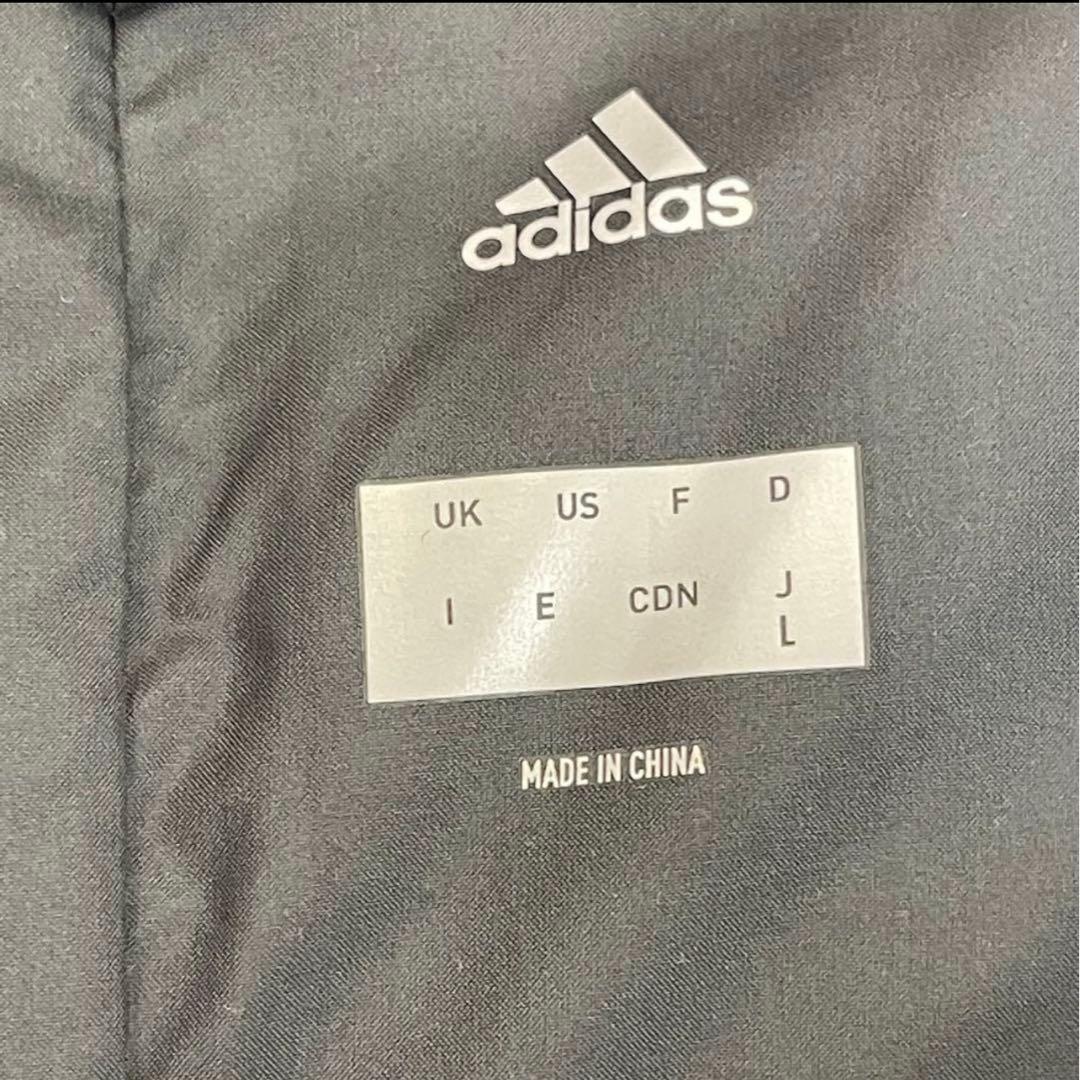 adidas
UK US F D
I E CDN J
L
MADE IN CHINA